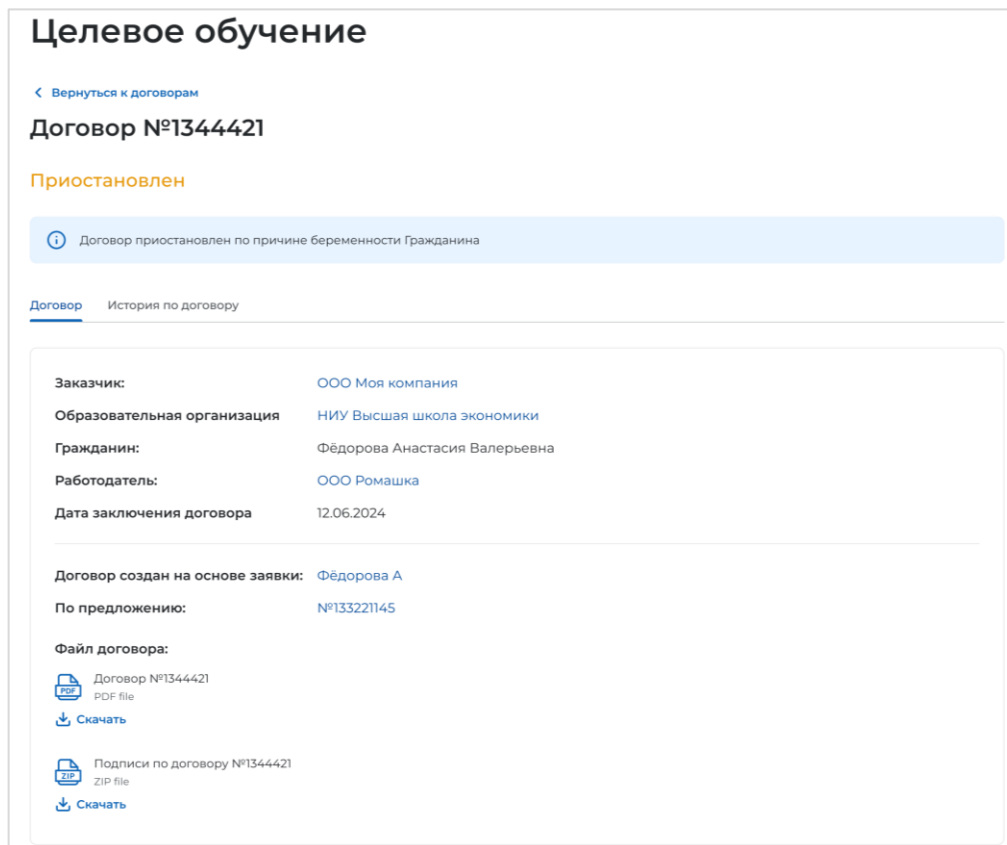 Целевое обучение
Вернуться к договорам
Договор №1344421
Приостановлен
Договор приостановлен по причине беременности Гражданина
Договор История по договору
Заказчик: ООО Моя компания
Образовательная организация НИУ Высшая школа экономики
Гражданин: Фёдорова Анастасия Валерьевна
Работодатель: ООО Ромашка
Дата заключения договора 12.06.2024
Договор создан на основе заявки: Фёдорова А
По предложению: №133221145
Файл договора:
Договор №1344421
PDF
PDF file
Скачать
Подписи по договору №1344421
ZIP
ZIP file
Скачать